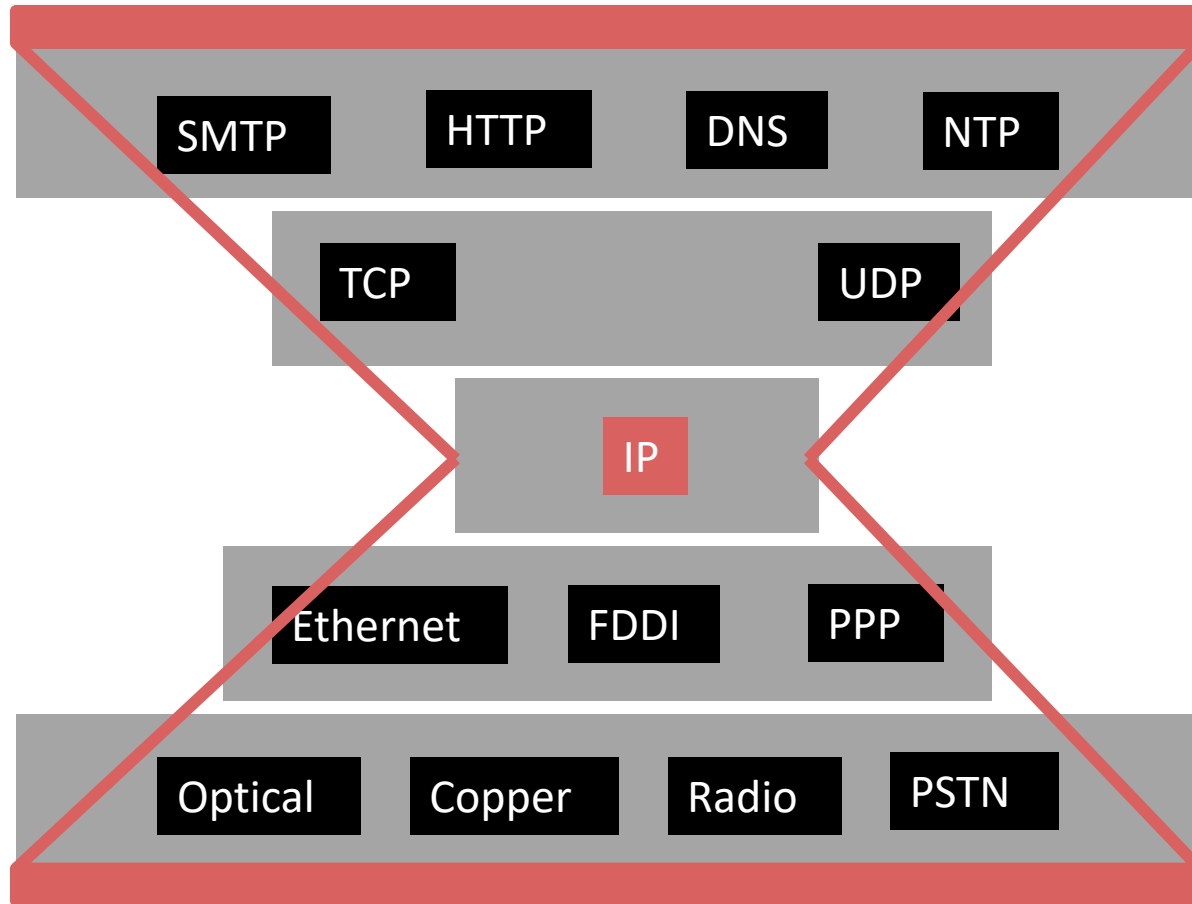 SMTP HTTP DNS NTP
TCP UDP
IP
Ethernet FDDI PPP
Optical Copper Radio PSTN